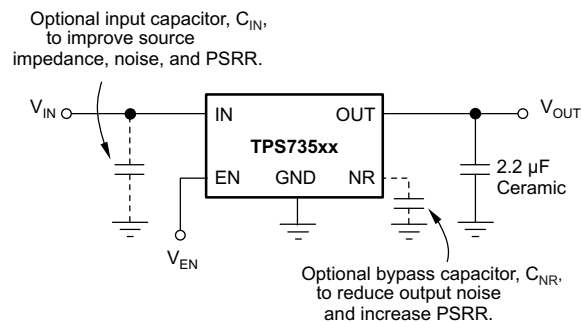 Optional input capacitor, C_IN,
to improve source
impedance, noise, and PSRR.
V_IN
IN
OUT
V_OUT
TPS735xx
EN
GND
NR
2.2 µF
Ceramic
V_EN
Optional bypass capacitor, C_NR,
to reduce output noise
and increase PSRR.